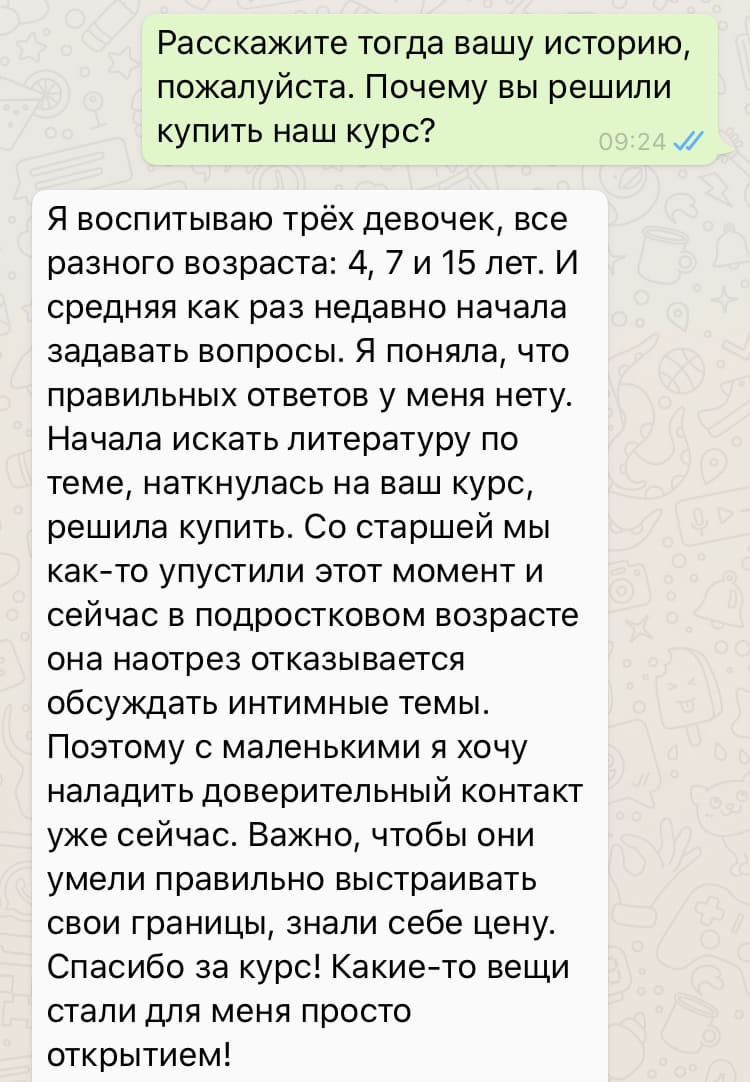 Расскажите тогда вашу историю,
пожалуйста. Почему вы решили
купить наш курс?
09:24
Я воспитываю трёх девочек, все
разного возраста: 4, 7 и 15 лет. И
средняя как раз недавно начала
задавать вопросы. Я поняла, что
правильных ответов у меня нету.
Начала искать литературу по
теме, наткнулась на ваш курс,
решила купить. Со старшей мы
как-то упустили этот момент и
сейчас в подростковом возрасте
она наотрез отказывается
обсуждать интимные темы.
Поэтому с маленькими я хочу
наладить доверительный контакт
уже сейчас. Важно, чтобы они
умели правильно выстраивать
свои границы, знали себе цену.
Спасибо за курс! Какие-то вещи
стали для меня просто
открытием!